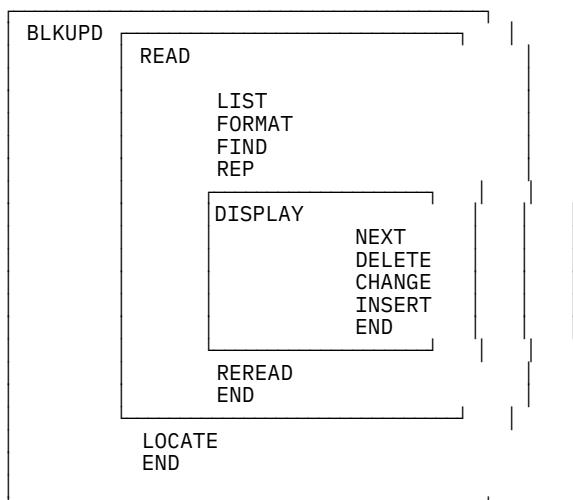 BLKUPD
READ
LIST
FORMAT
FIND
REP
DISPLAY
NEXT
DELETE
CHANGE
INSERT
END
REREAD
END
LOCATE
END